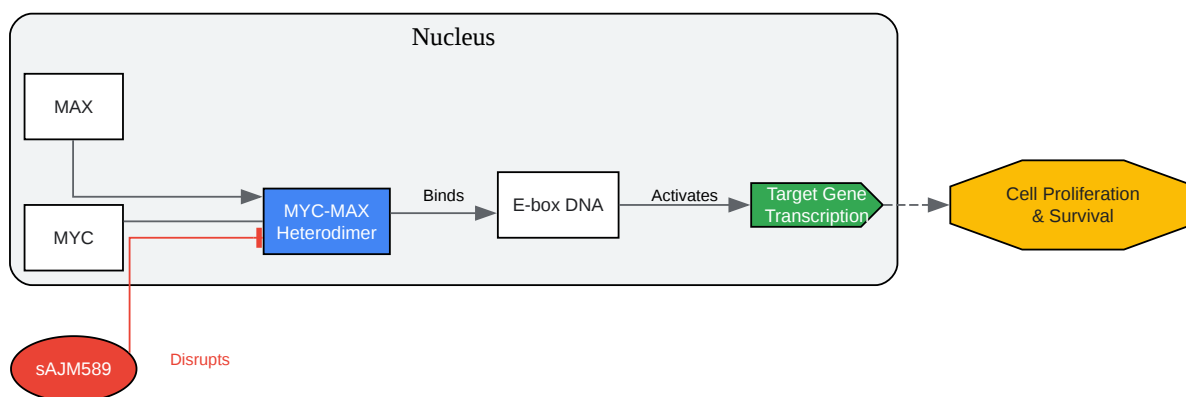 Nucleus
MAX
MYC
MYC-MAX
Heterodimer
Binds
E-box DNA
Activates
Target Gene
Transcription
Cell Proliferation
& Survival
sAJM589
Disrupts